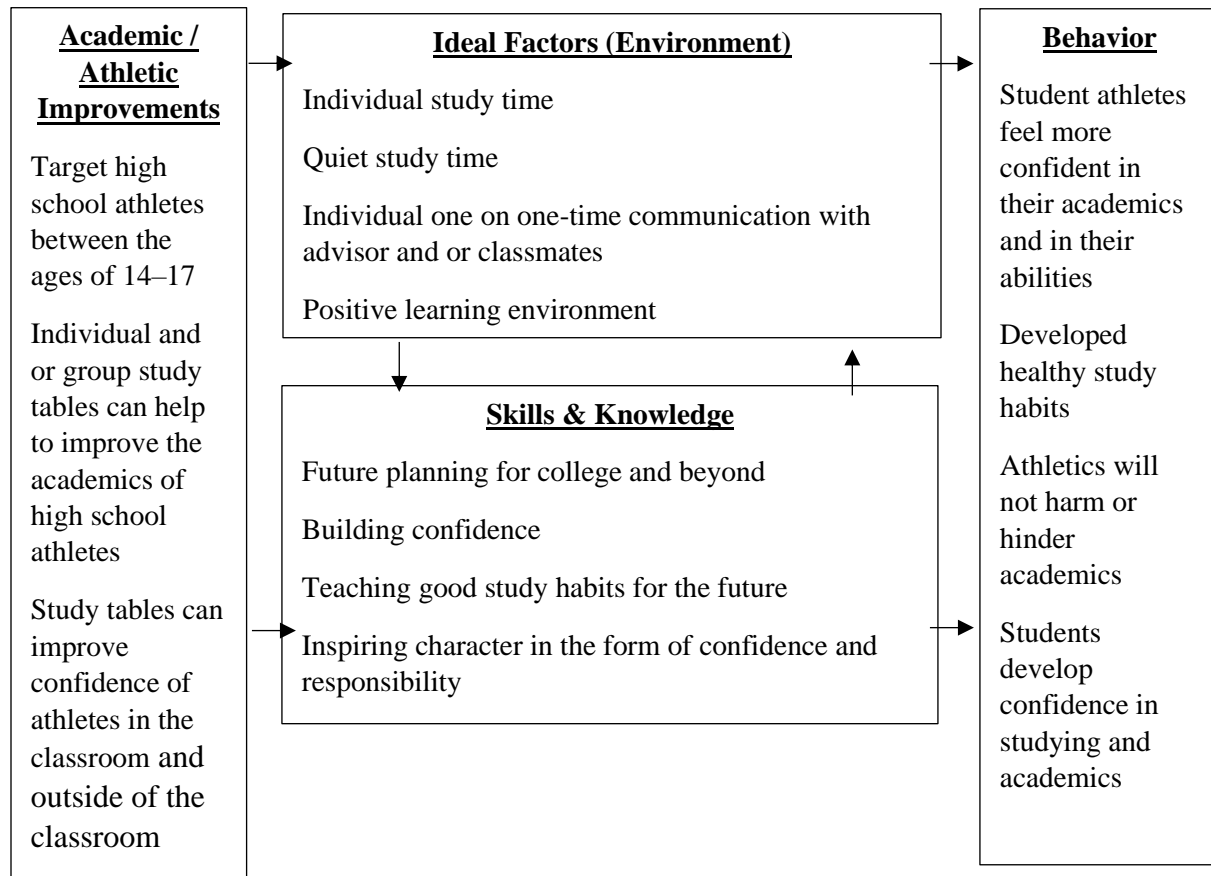 Academic /
Athletic
Improvements
Target high
school athletes
between the
ages of 14–17
Individual and
or group study
tables can help
to improve the
academics of
high school
athletes
Study tables can
improve
confidence of
athletes in the
classroom and
outside of the
classroom
Ideal Factors (Environment)
Individual study time
Quiet study time
Individual one on one-time communication with
advisor and or classmates
Positive learning environment
Skills & Knowledge
Future planning for college and beyond
Building confidence
Teaching good study habits for the future
Inspiring character in the form of confidence and
responsibility
Behavior
Student athletes
feel more
confident in
their academics
and in their
abilities
Developed
healthy study
habits
Athletics will
not harm or
hinder
academics
Students
develop
confidence in
studying and
academics